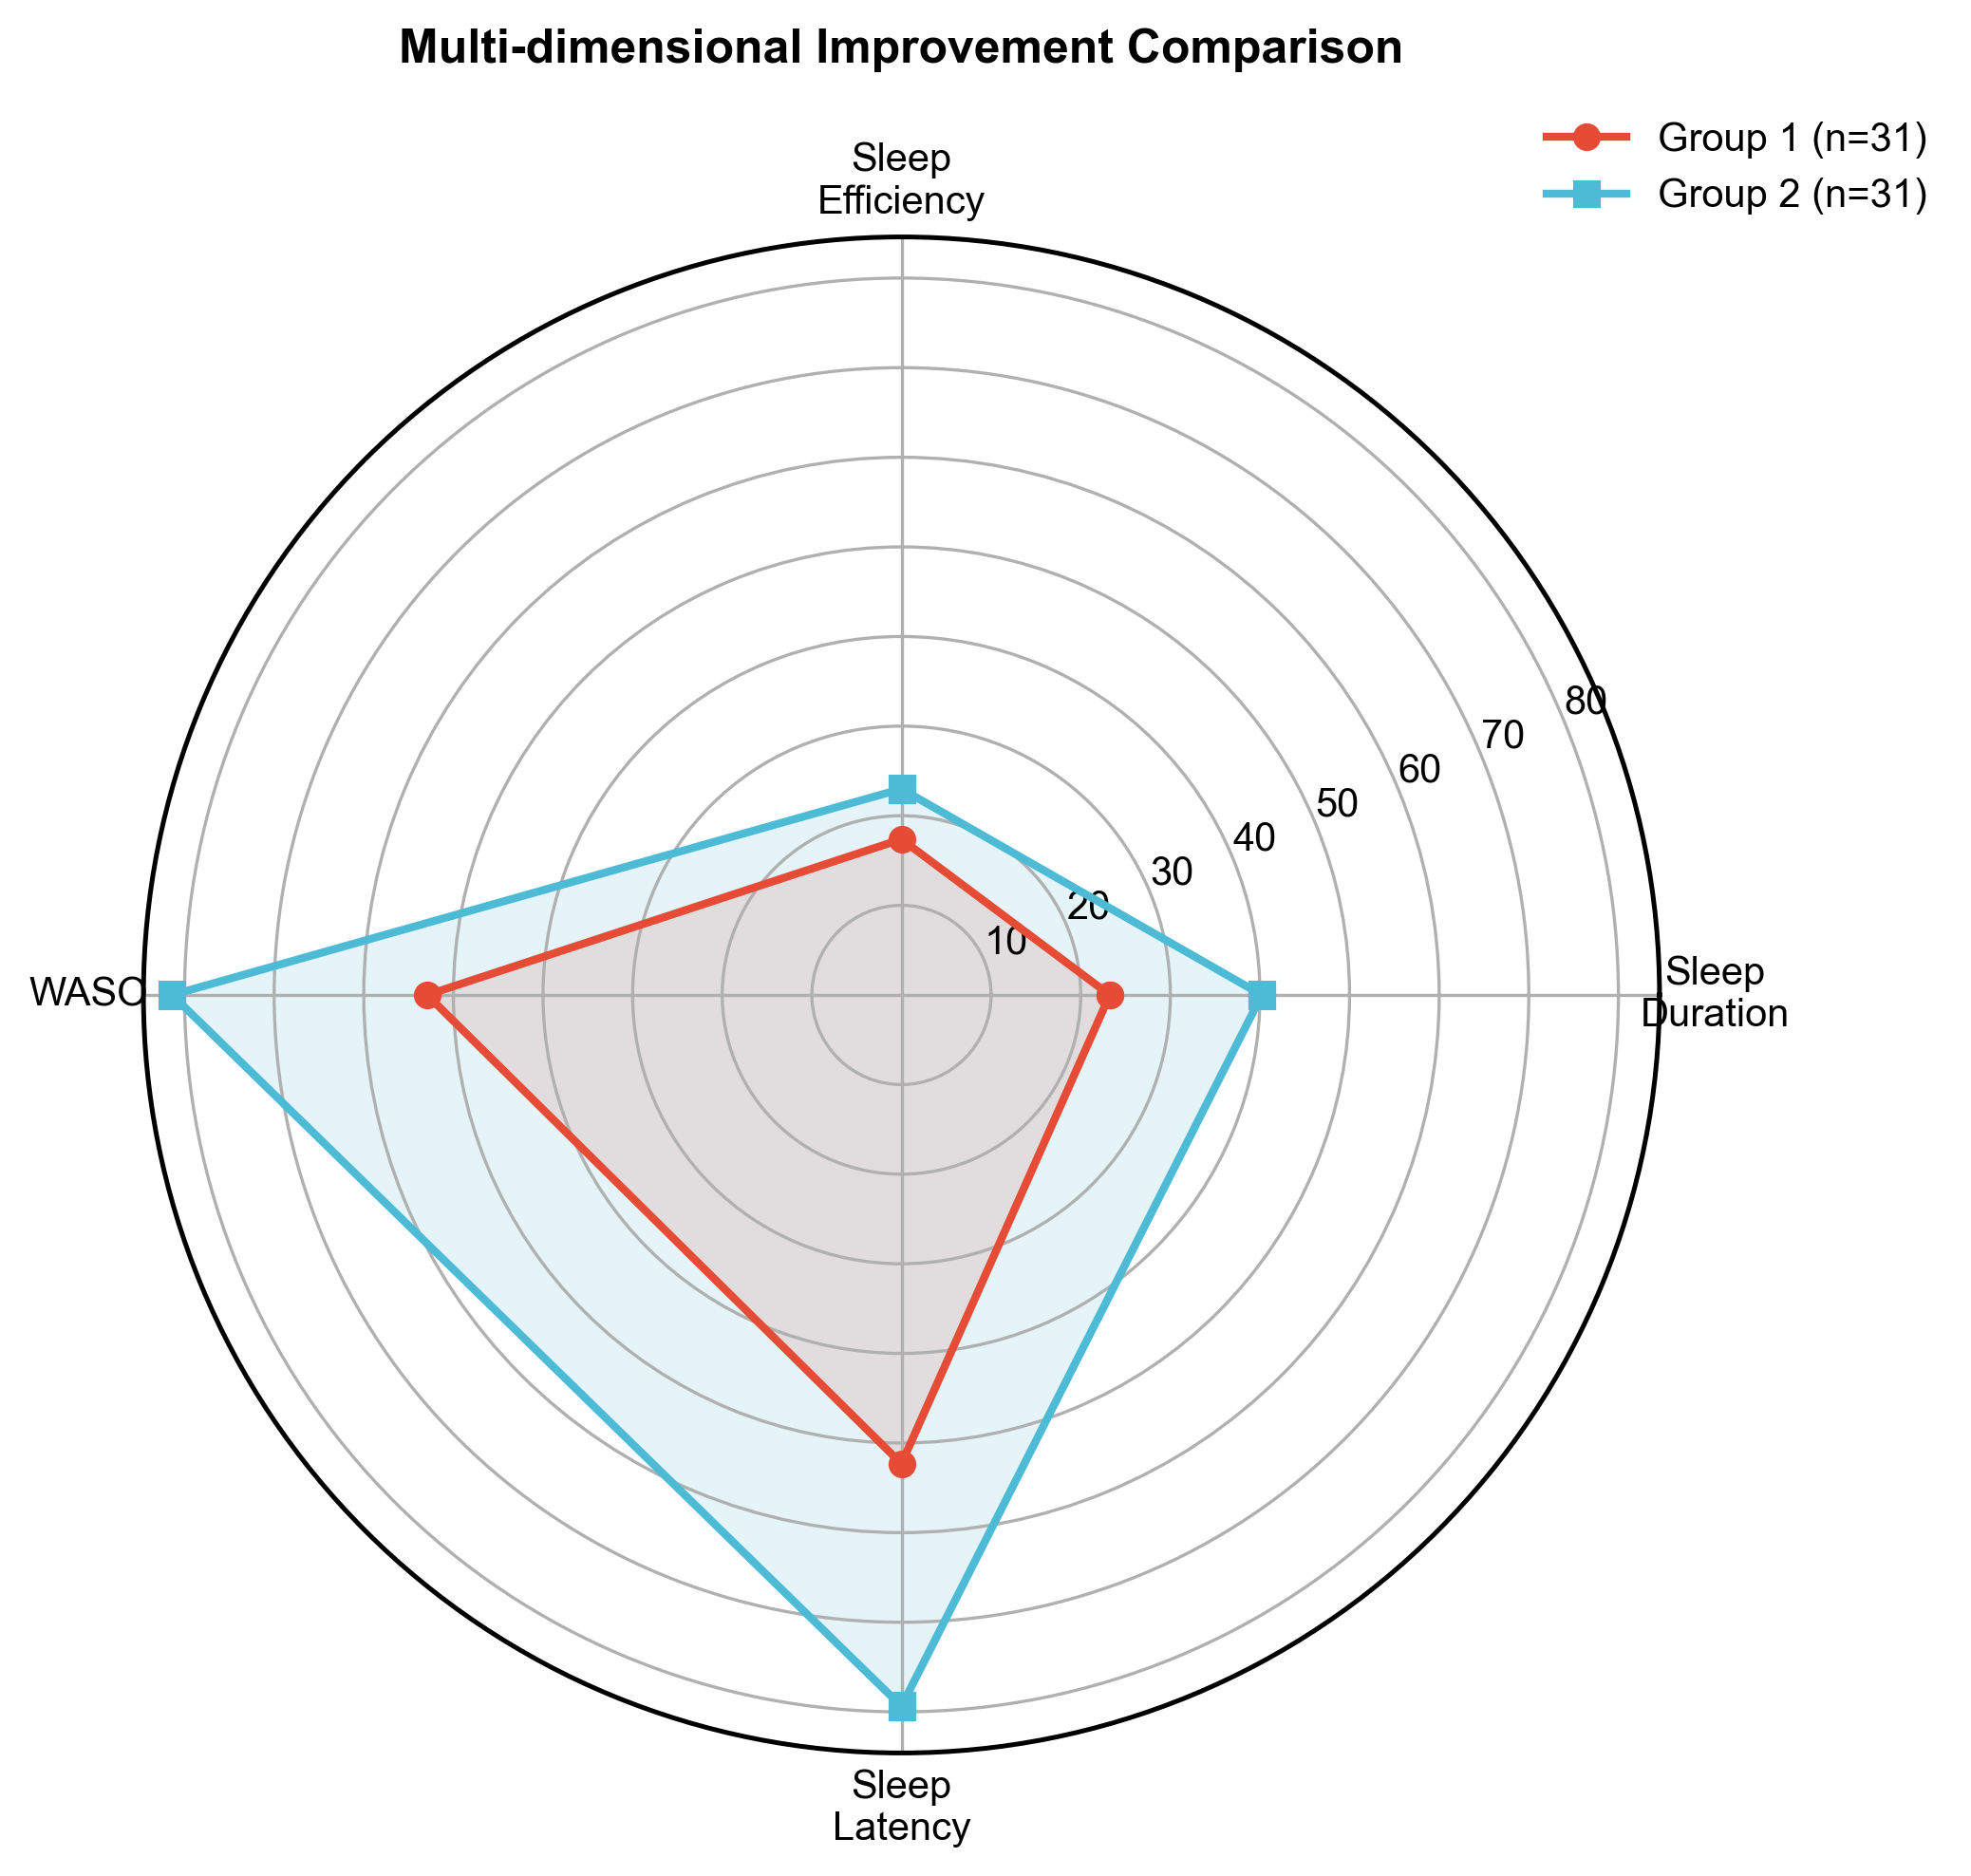 Multi-dimensional Improvement Comparison
Group 1 (n=31)
Group 2 (n=31)
Sleep
Efficiency
80
70
60
50
40
30
20
10
WASO
Sleep
Duration
Sleep
Latency